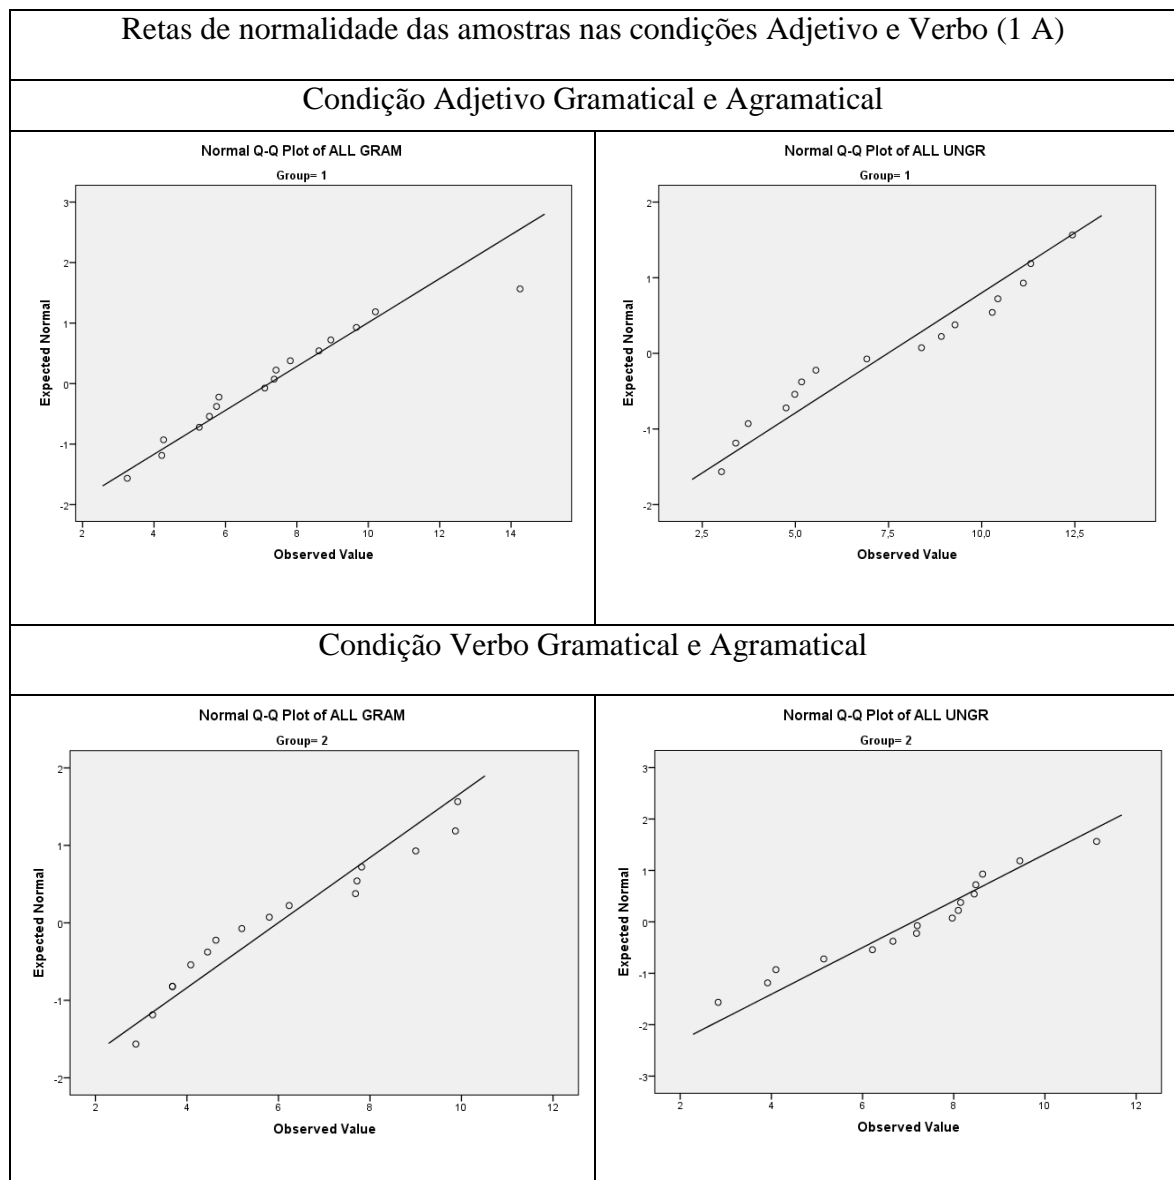 Retas de normalidade das amostras nas condições Adjetivo e Verbo (1 A)
Condição Adjetivo Gramatical e Agramatical
Normal Q-Q Plot of ALL GRAM
Group= 1
Expected Normal
3
2
1
0
-1
-2
2 4 6 8 10 12 14
Observed Value
Normal Q-Q Plot of ALL UNGR
Group= 1
Expected Normal
2
1
0
-1
-2
2,5 5,0 7,5 10,0 12,5
Observed Value
Condição Verbo Gramatical e Agramatical
Normal Q-Q Plot of ALL GRAM
Group= 2
Expected Normal
2
1
0
-1
-2
2 4 6 8 10 12
Observed Value
Normal Q-Q Plot of ALL UNGR
Group= 2
Expected Normal
3
2
1
0
-1
-2
-3
2 4 6 8 10 12
Observed Value